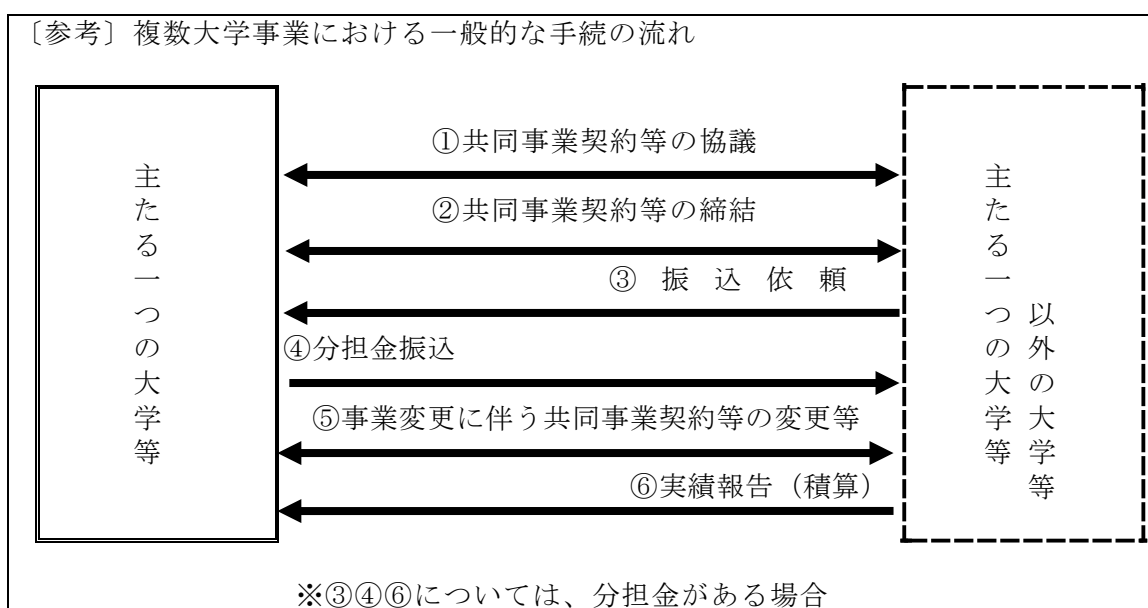 〔参考〕複数大学事業における一般的な手続の流れ
主たる一つの大学等
①共同事業契約等の協議
②共同事業契約等の締結
③ 振 込 依 頼
④分担金振込
⑤事業変更に伴う共同事業契約等の変更等
⑥実績報告（積算）
主たる一つの大学等
以外の大学等
※③④⑥については、分担金がある場合